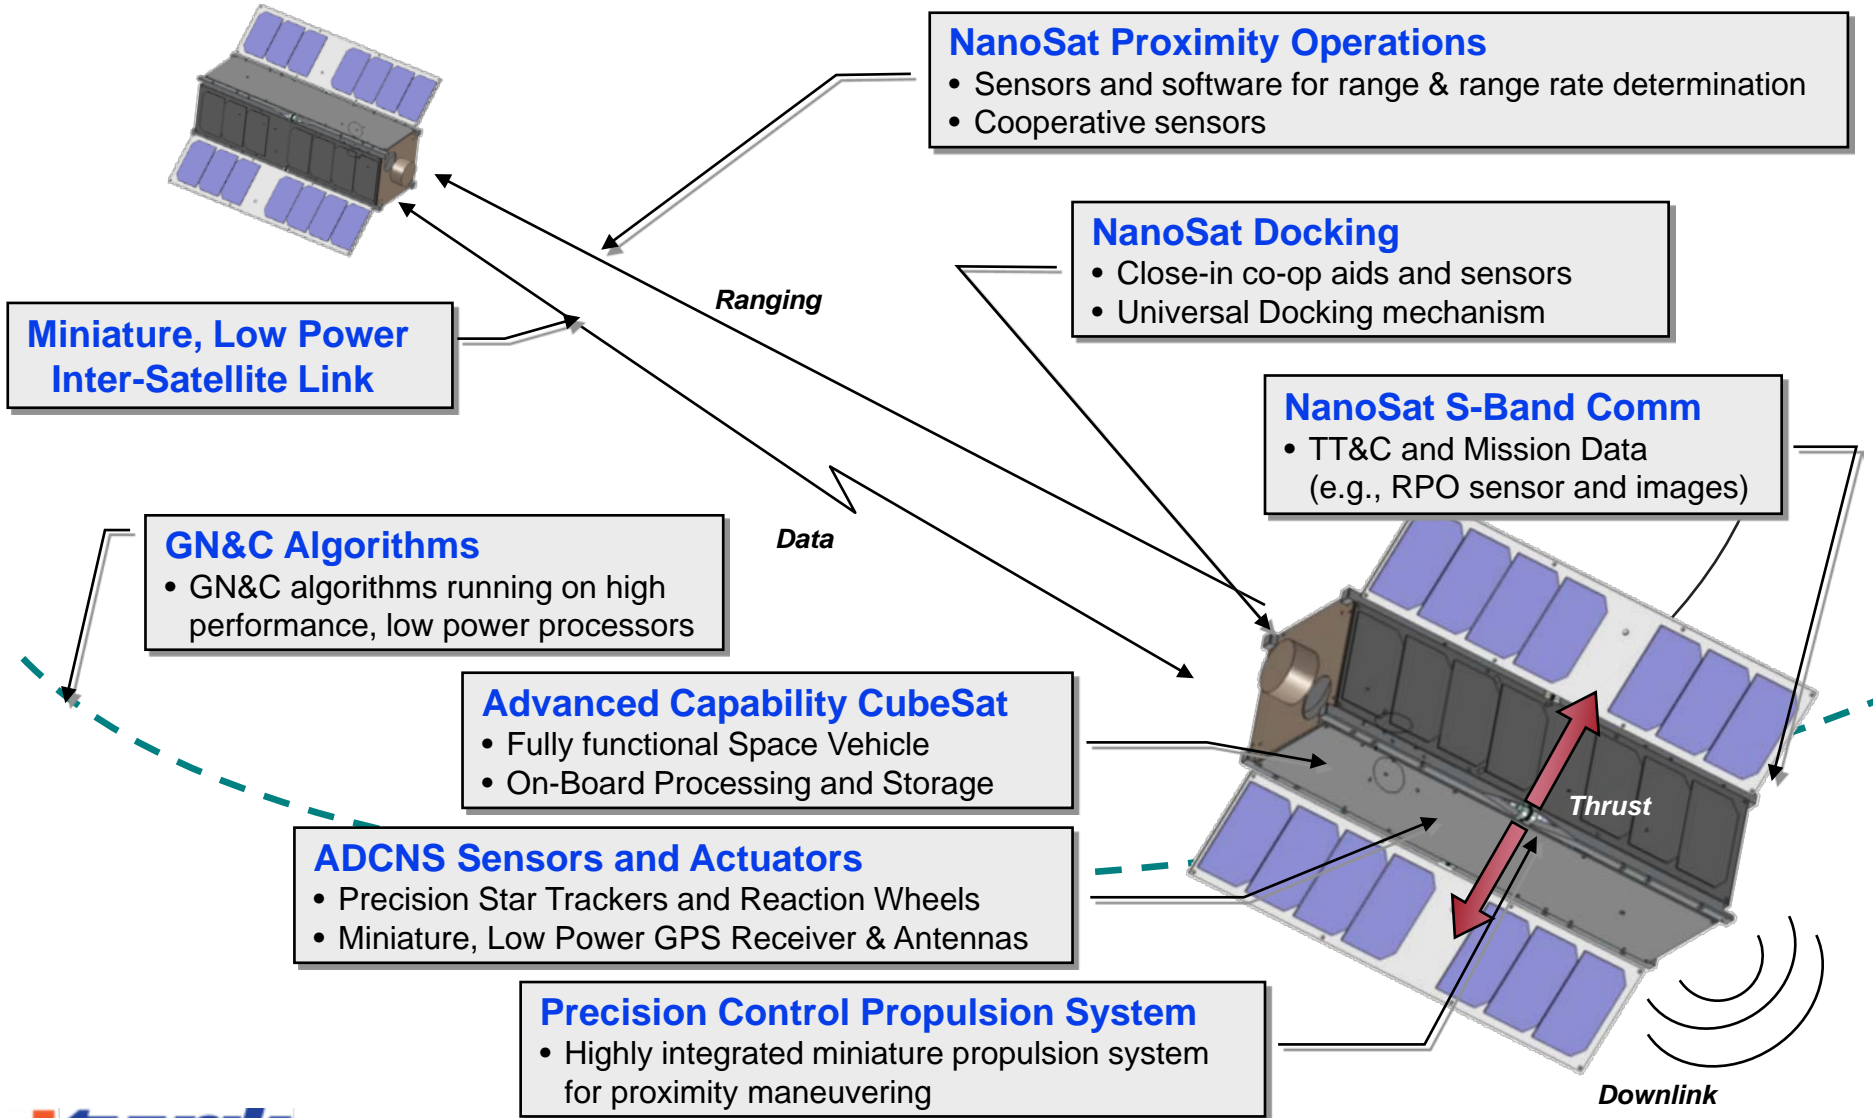 NanoSat Proximity Operations
• Sensors and software for range & range rate determination
• Cooperative sensors
NanoSat Docking
• Close-in co-op aids and sensors
• Universal Docking mechanism
Ranging
Miniature, Low Power
Inter-Satellite Link
NanoSat S-Band Comm
• TT&C and Mission Data
(e.g., RPO sensor and images)
Data
GN&C Algorithms
• GN&C algorithms running on high
performance, low power processors
Advanced Capability CubeSat
• Fully functional Space Vehicle
• On-Board Processing and Storage
Thrust
ADCNS Sensors and Actuators
• Precision Star Trackers and Reaction Wheels
• Miniature, Low Power GPS Receiver & Antennas
Precision Control Propulsion System
• Highly integrated miniature propulsion system
for proximity maneuvering
Downlink